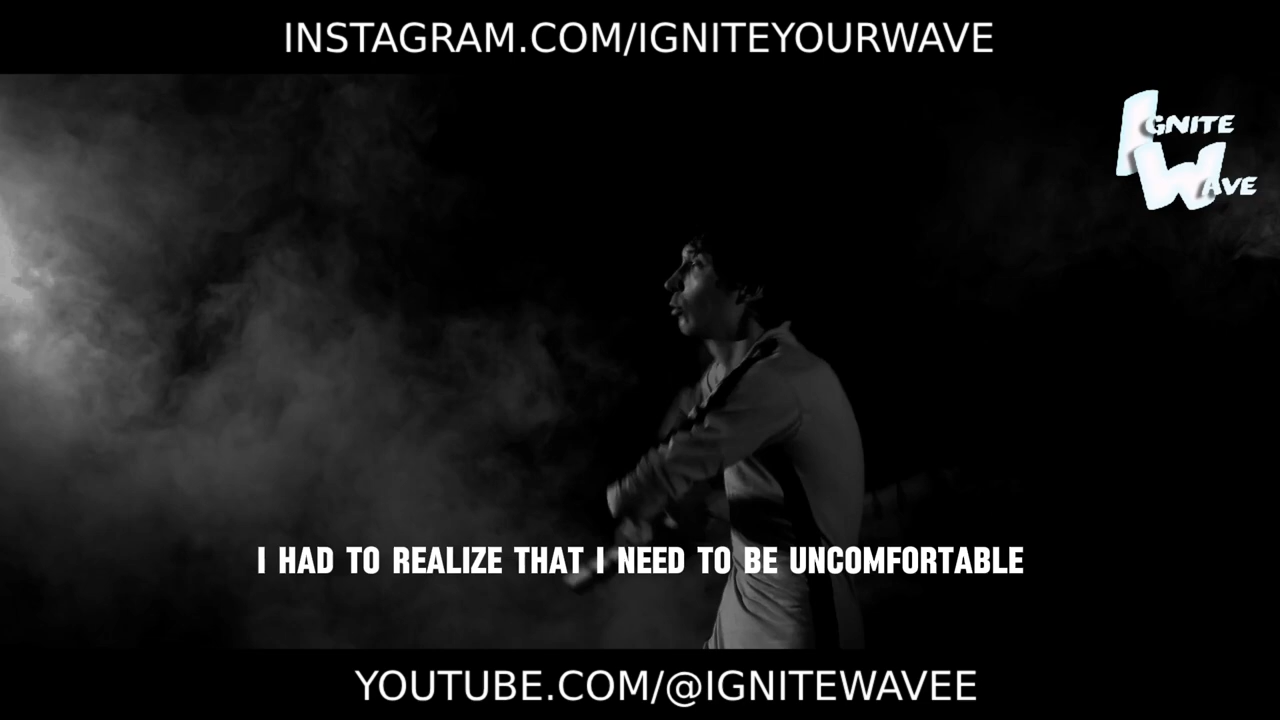 INSTAGRAM.COM/IGNITEYOURWAVE
IGNITE
WAVE
I HAD TO REALIZE THAT I NEED TO BE UNCOMFORTABLE
YOUTUBE.COM/@IGNITEWAVEE